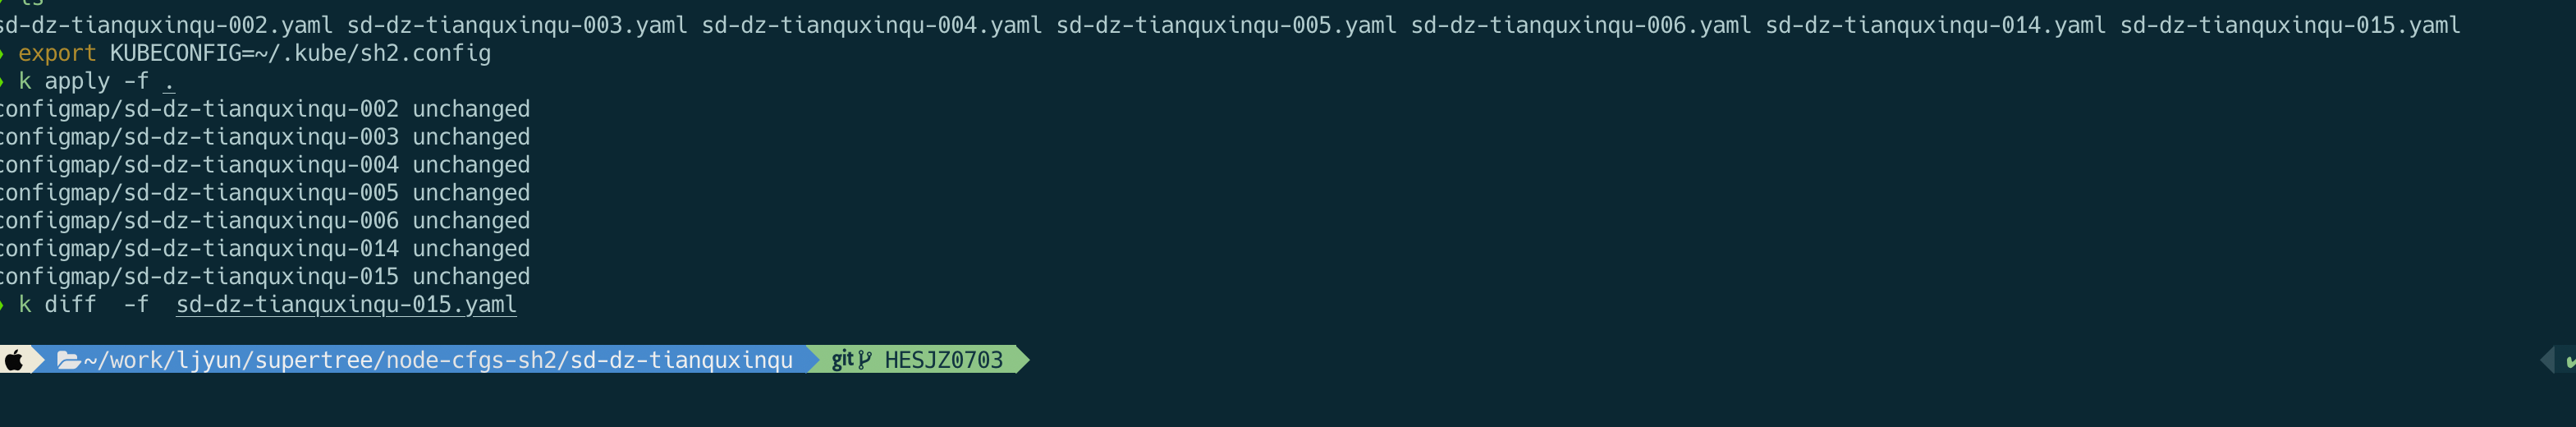 ls
sd-dz-tianquxinqu-002.yaml sd-dz-tianquxinqu-003.yaml sd-dz-tianquxinqu-004.yaml sd-dz-tianquxinqu-005.yaml sd-dz-tianquxinqu-006.yaml sd-dz-tianquxinqu-014.yaml sd-dz-tianquxinqu-015.yaml
export KUBECONFIG=~/.kube/sh2.config
k apply -f .
configmap/sd-dz-tianquxinqu-002 unchanged
configmap/sd-dz-tianquxinqu-003 unchanged
configmap/sd-dz-tianquxinqu-004 unchanged
configmap/sd-dz-tianquxinqu-005 unchanged
configmap/sd-dz-tianquxinqu-006 unchanged
configmap/sd-dz-tianquxinqu-014 unchanged
configmap/sd-dz-tianquxinqu-015 unchanged
k diff  -f  sd-dz-tianquxinqu-015.yaml
~/work/ljyun/supertree/node-cfgs-sh2/sd-dz-tianquxinqu git HESJZ0703